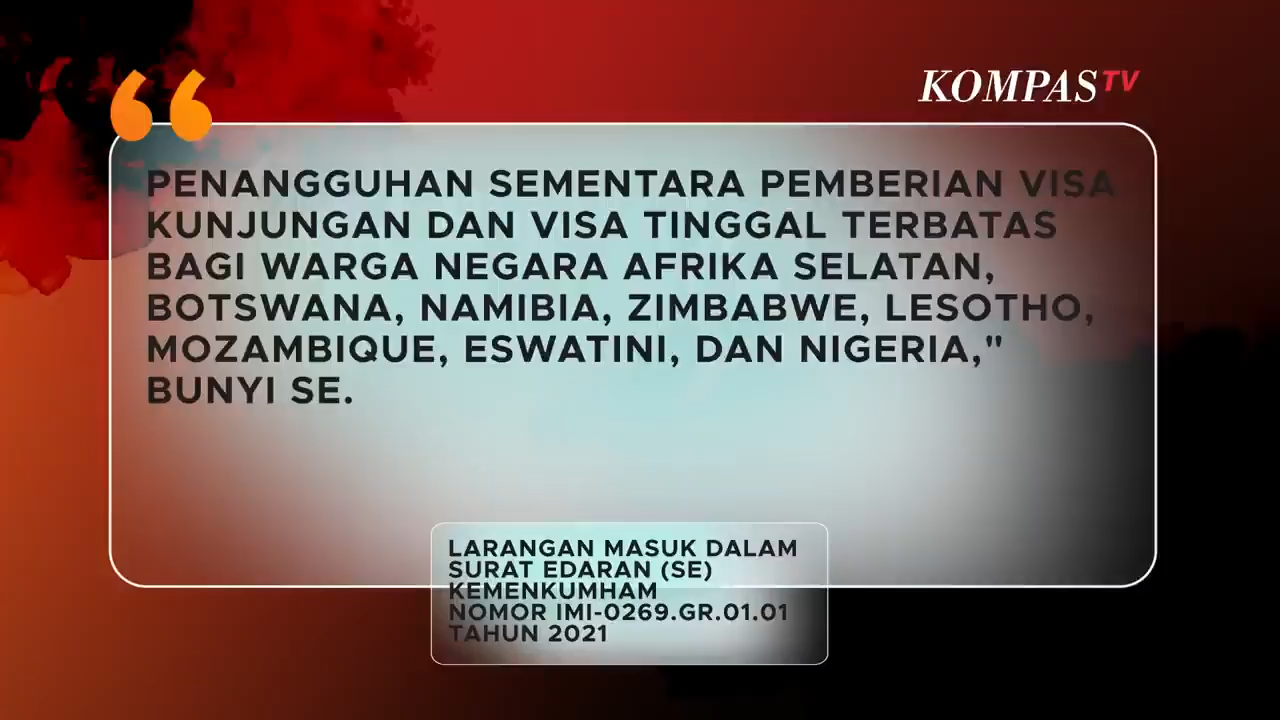 KOMPAS TV
PENANGGUHAN SEMENTARA PEMBERIAN VISA
KUNJUNGAN DAN VISA TINGGAL TERBATAS
BAGI WARGA NEGARA AFRIKA SELATAN,
BOTSWANA, NAMIBIA, ZIMBABWE, LESOTHO,
MOZAMBIQUE, ESWATINI, DAN NIGERIA,"
BUNYI SE.
LARANGAN MASUK DALAM
SURAT EDARAN (SE)
KEMENKUMHAM
NOMOR IMI-0269.GR.01.01
TAHUN 2021